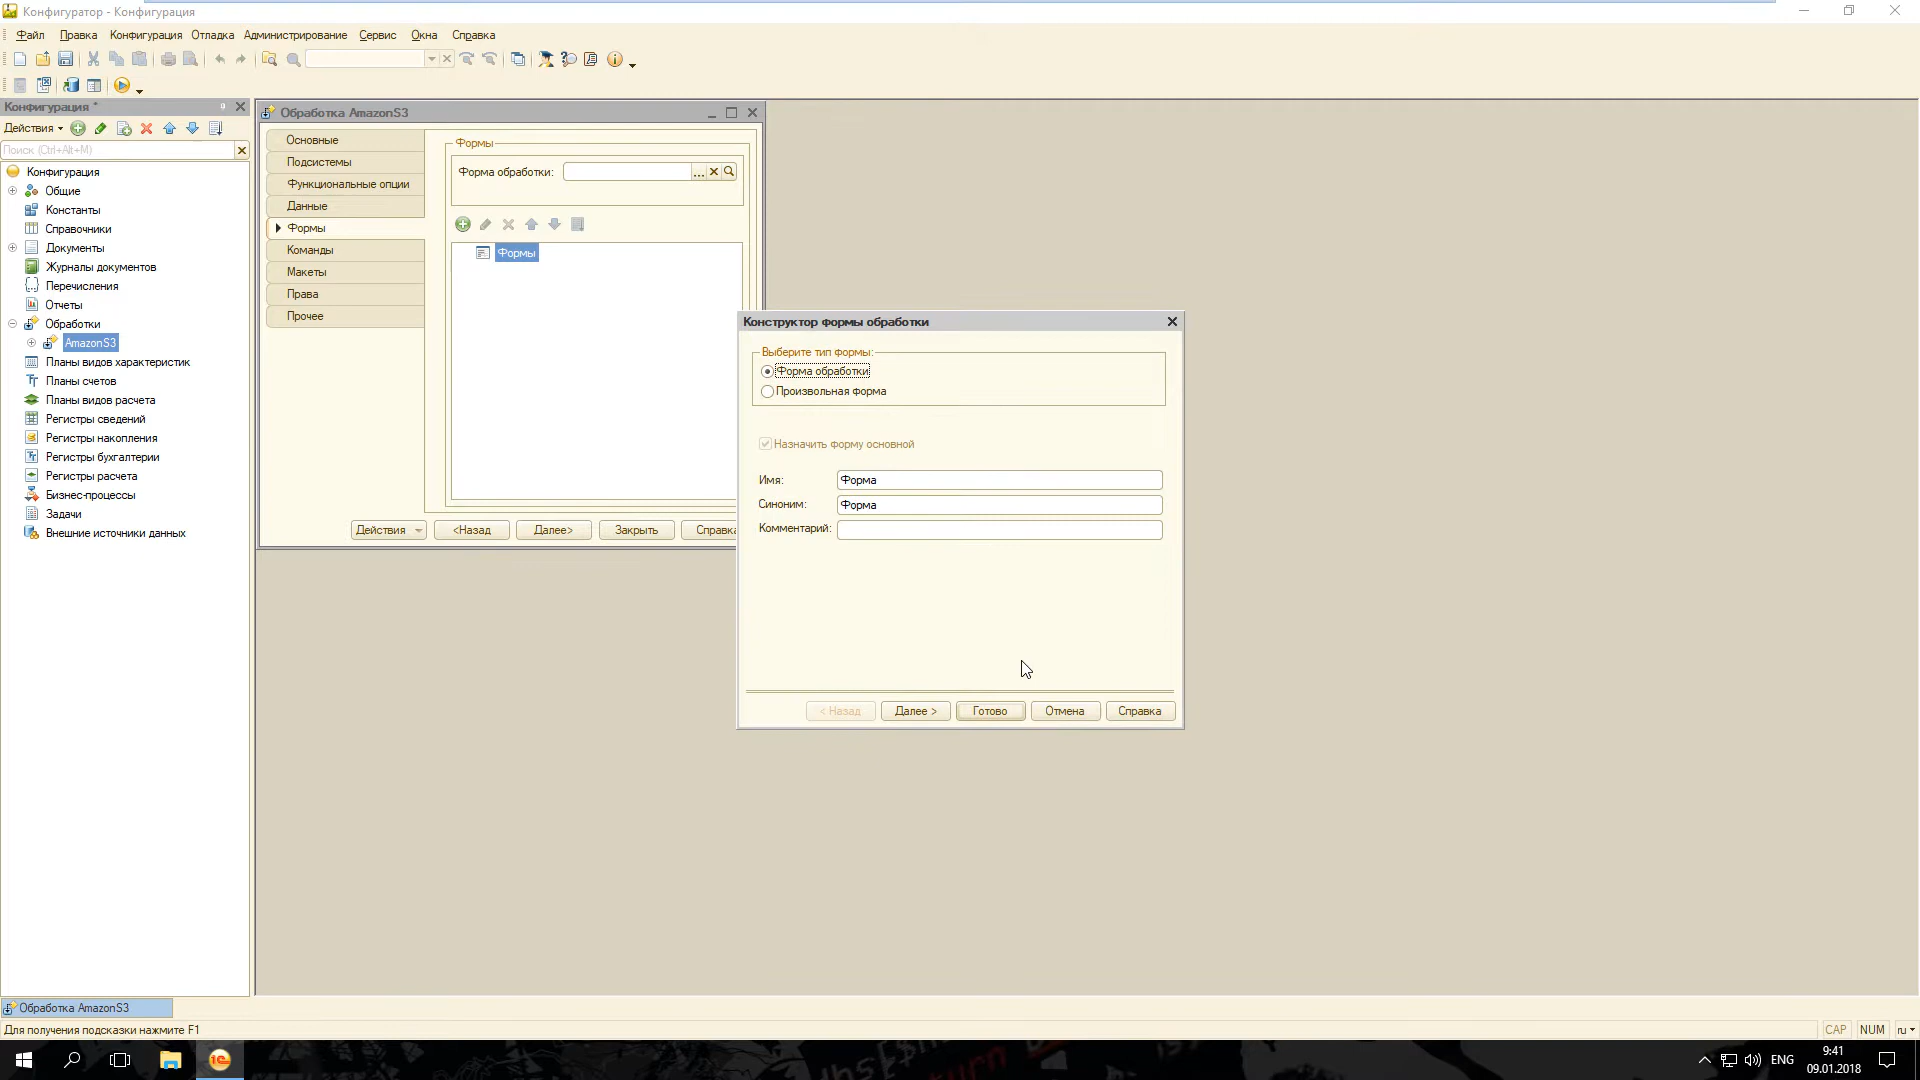 Конфигуратор - Конфигурация
Файл Правка Конфигурация Отладка Администрирование Сервис Окна Справка
Конфигурация *
Действия
Поиск (Ctrl+Alt+M)
Конфигурация
Общие
Константы
Справочники
Документы
Журналы документов
Перечисления
Отчеты
Обработки
AmazonS3
Планы видов характеристик
Планы счетов
Планы видов расчета
Регистры сведений
Регистры накопления
Регистры бухгалтерии
Регистры расчета
Бизнес-процессы
Задачи
Внешние источники данных
Обработка AmazonS3
Основные
Подсистемы
Функциональные опции
Данные
Формы
Команды
Макеты
Права
Прочее
Формы
Форма обработки:
Формы
Действия <Назад Далее> Закрыть Справка
Конструктор формы обработки
Выберите тип формы:
Форма обработки
Произвольная форма
Назначить форму основной
Имя: Форма
Синоним: Форма
Комментарий:
< Назад Далее > Готово Отмена Справка
Обработка AmazonS3
Для получения подсказки нажмите F1
CAP NUM ru
1e
ENG
9:41
09.01.2018